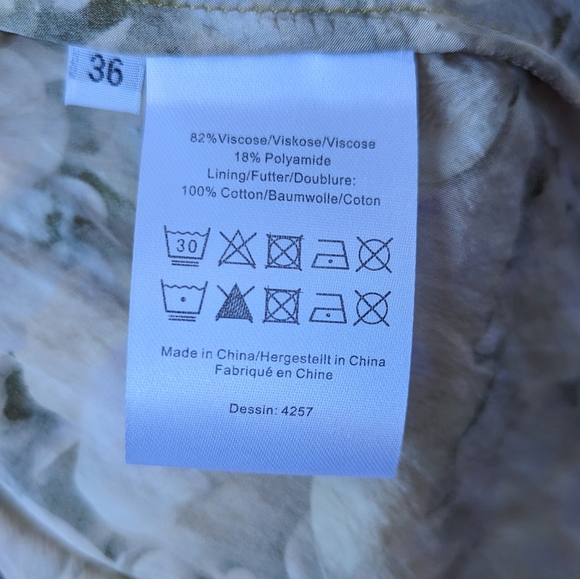 36
82%Viscose/Viskose/Viscose
18% Polyamide
Lining/Futter/Doublure:
100% Cotton/Baumwolle/Coton
30
Made in China/Hergestellt in China
Fabriqué en Chine
Dessin: 4257